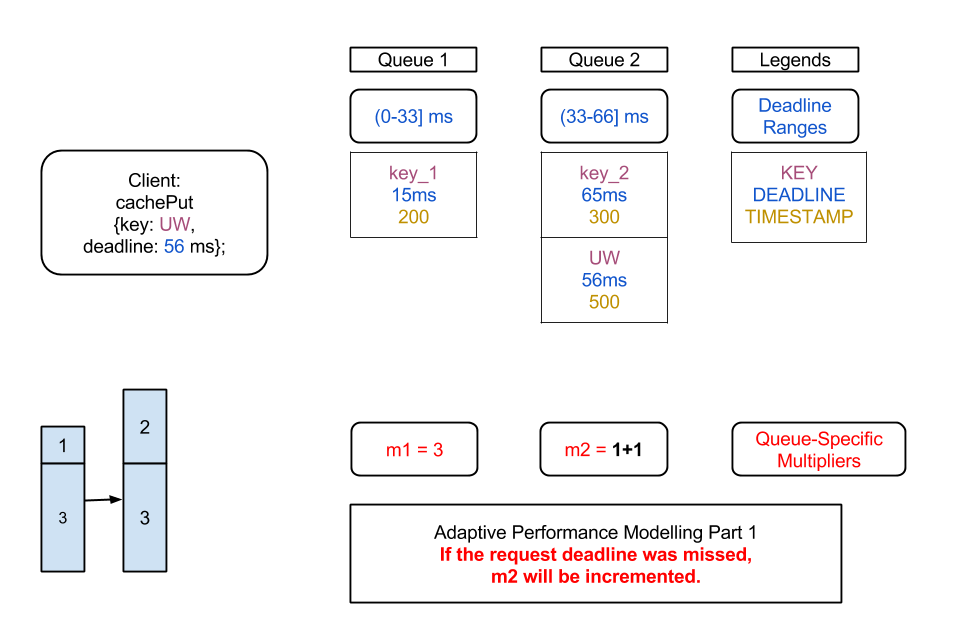 Queue 1
Queue 2
Legends
(0-33] ms
(33-66] ms
Deadline
Ranges
Client:
cachePut
{key: UW,
deadline: 56 ms};
key_1
15ms
200
key_2
65ms
300
UW
56ms
500
KEY
DEADLINE
TIMESTAMP
1
3
2
3
m1 = 3
m2 = 1+1
Queue-Specific
Multipliers
Adaptive Performance Modelling Part 1
If the request deadline was missed,
m2 will be incremented.